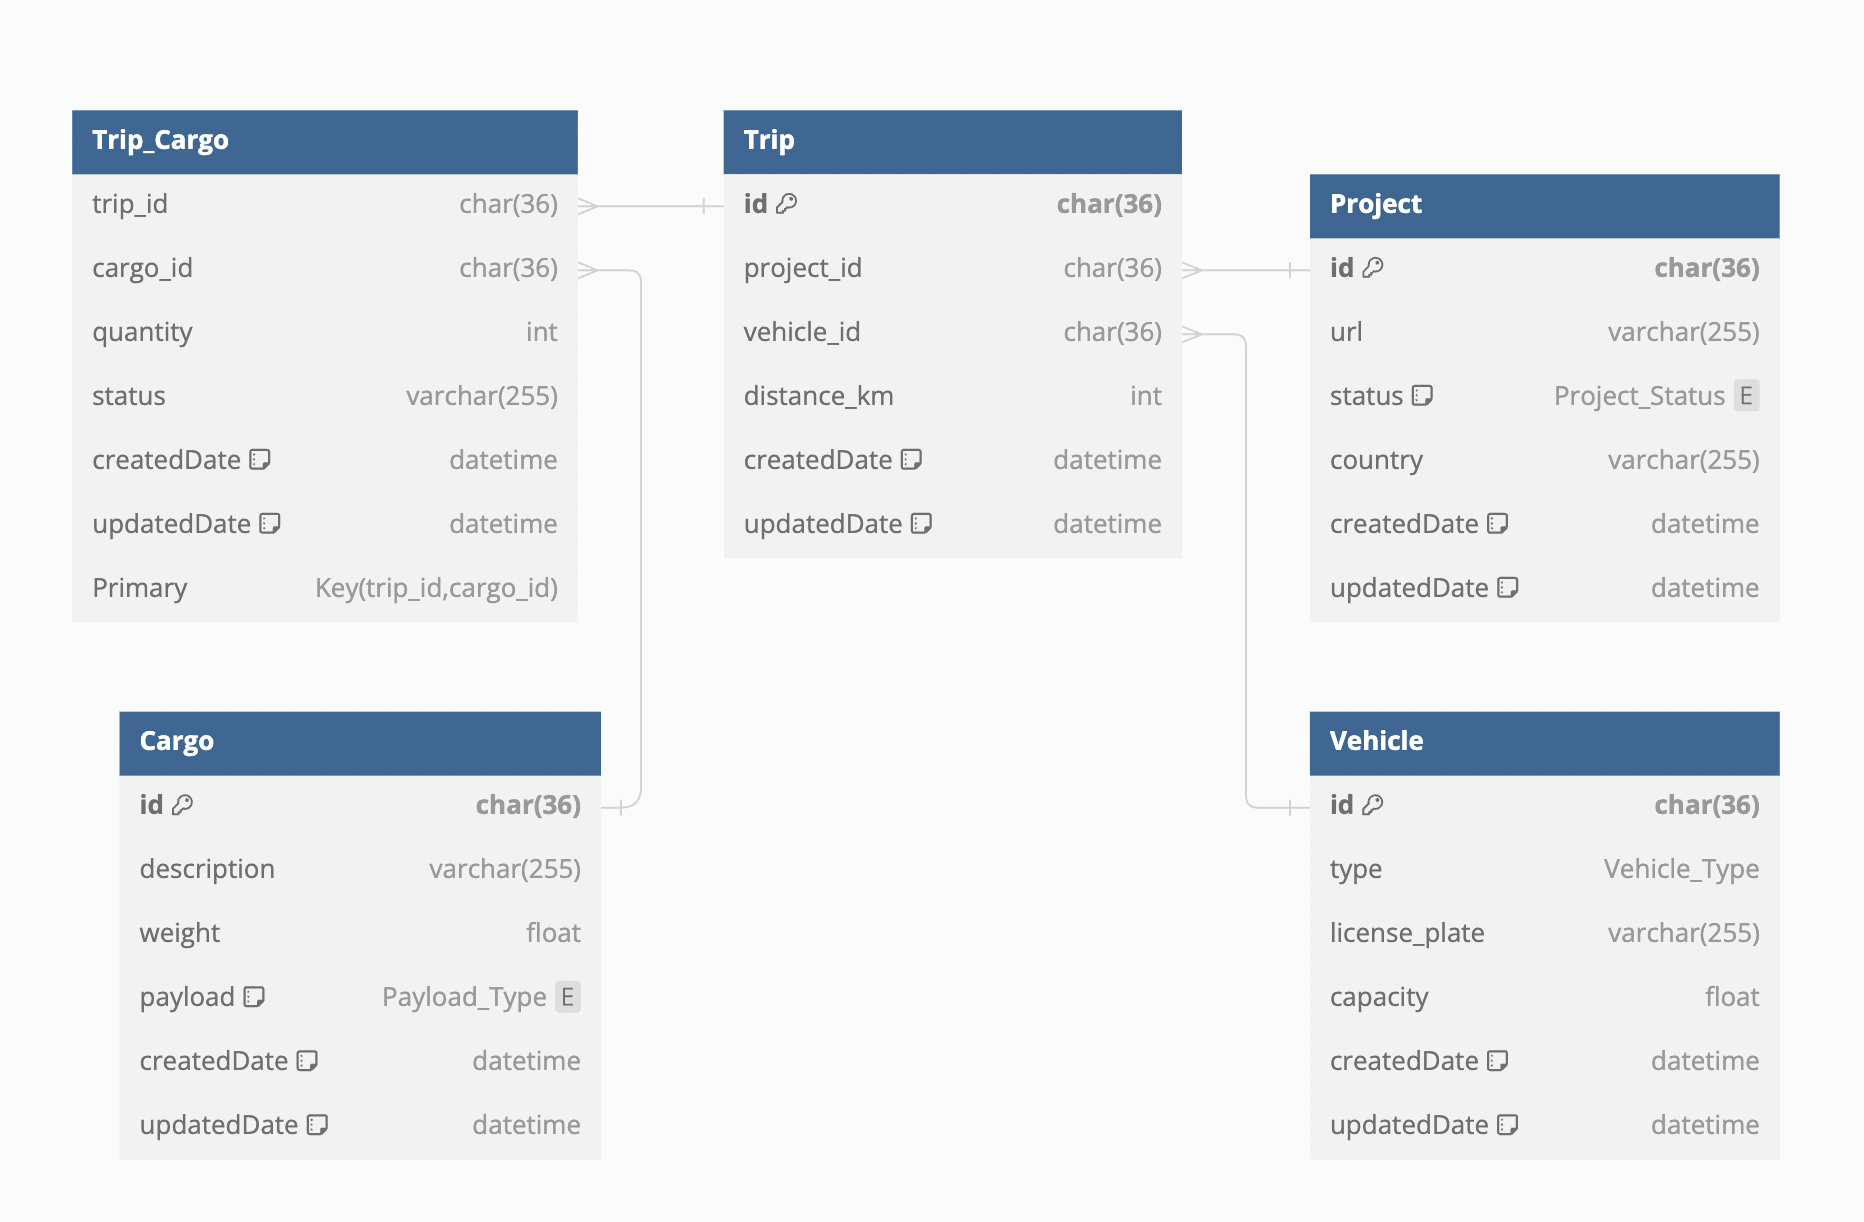 Trip_Cargo
trip_id char(36)
cargo_id char(36)
quantity int
status varchar(255)
createdDate datetime
updatedDate datetime
Primary Key(trip_id,cargo_id)
Trip
id char(36)
project_id char(36)
vehicle_id char(36)
distance_km int
createdDate datetime
updatedDate datetime
Project
id char(36)
url varchar(255)
status Project_Status E
country varchar(255)
createdDate datetime
updatedDate datetime
Cargo
id char(36)
description varchar(255)
weight float
payload Payload_Type E
createdDate datetime
updatedDate datetime
Vehicle
id char(36)
type Vehicle_Type
license_plate varchar(255)
capacity float
createdDate datetime
updatedDate datetime